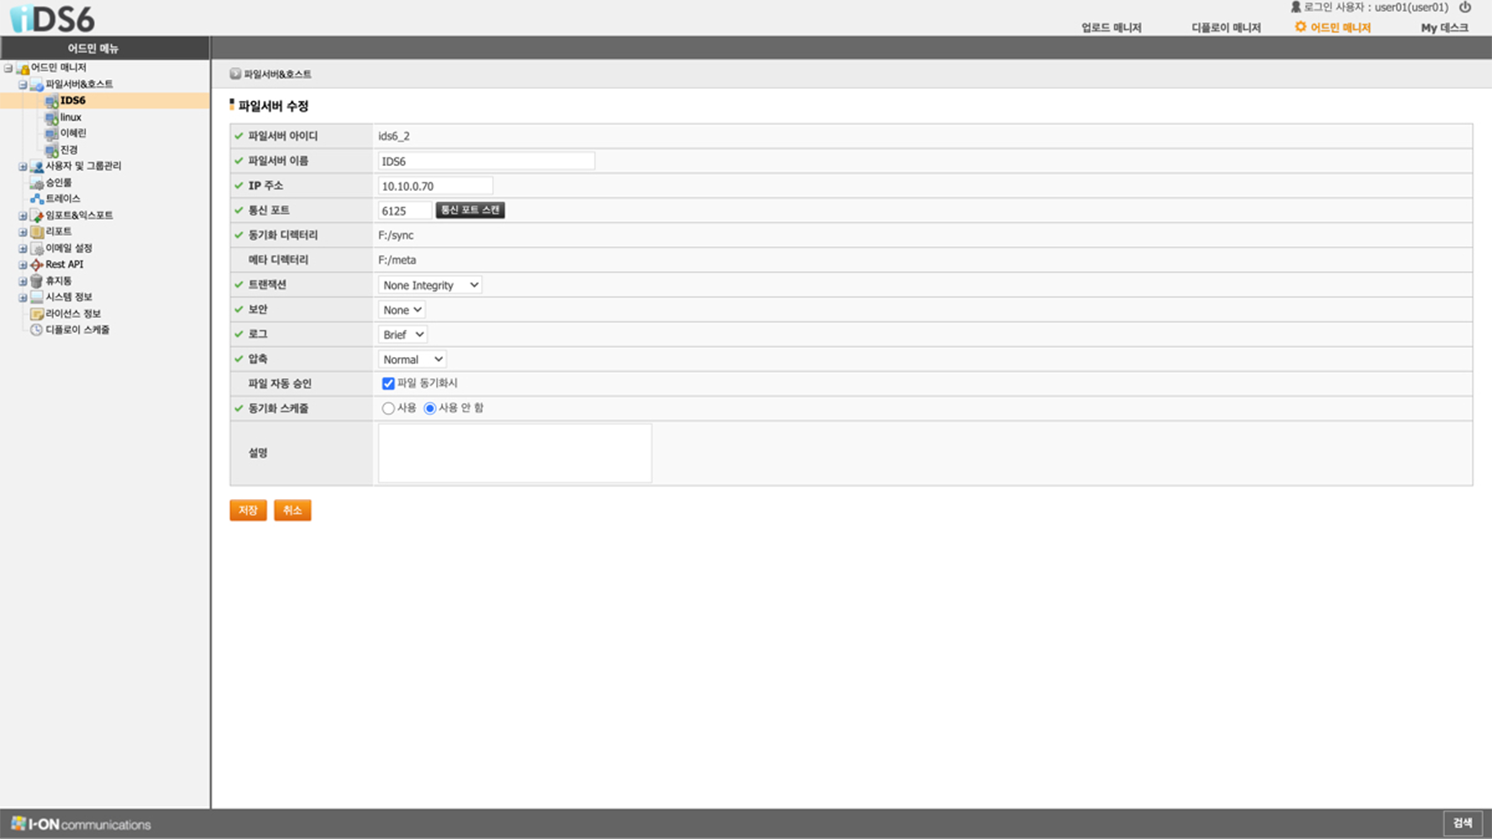 iDS6
로그인 사용자 : user01(user01)
업로드 매니저
디플로이 매니저
어드민 매니저
My 데스크
어드민 메뉴
어드민 매니저
파일서버&호스트
IDS6
linux
이혜린
진경
사용자 및 그룹관리
승인룰
트레이스
임포트&익스포트
리포트
이메일 설정
Rest API
휴지통
시스템 정보
라이선스 정보
디플로이 스케줄
파일서버&호스트
파일서버 수정
파일서버 아이디 ids6_2
파일서버 이름 IDS6
IP 주소 10.10.0.70
통신 포트 6125 통신 포트 스캔
동기화 디렉터리 F:/sync
메타 디렉터리 F:/meta
트랜잭션 None Integrity
보안 None
로그 Brief
압축 Normal
파일 자동 승인 파일 동기화시
동기화 스케줄 사용 사용 안 함
설명
저장 취소
I-ON communications
검색